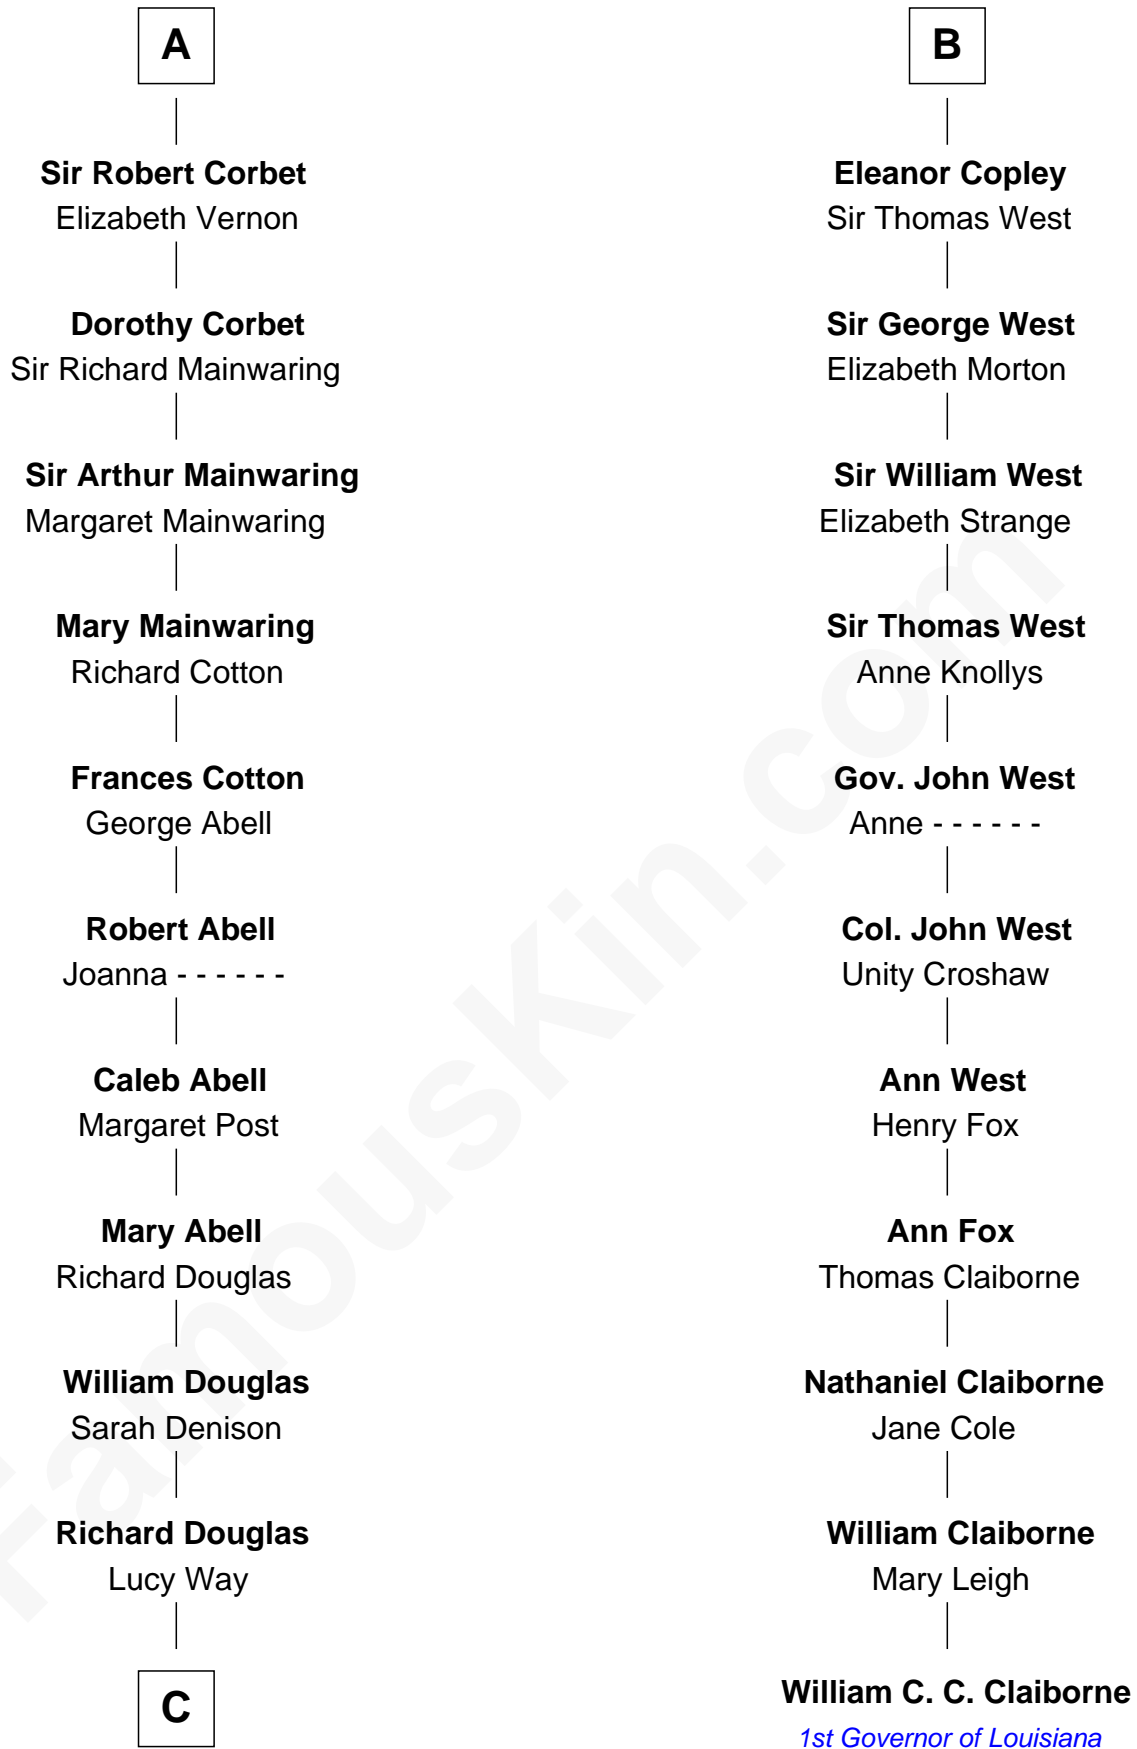 A
Sir Robert Corbet
Elizabeth Vernon
Dorothy Corbet
Sir Richard Mainwaring
Sir Arthur Mainwaring
Margaret Mainwaring
Mary Mainwaring
Richard Cotton
Frances Cotton
George Abell
Robert Abell
Joanna - - - - - -
Caleb Abell
Margaret Post
Mary Abell
Richard Douglas
William Douglas
Sarah Denison
Richard Douglas
Lucy Way
C
B
Eleanor Copley
Sir Thomas West
Sir George West
Elizabeth Morton
Sir William West
Elizabeth Strange
Sir Thomas West
Anne Knollys
Gov. John West
Anne - - - - - -
Col. John West
Unity Croshaw
Ann West
Henry Fox
Ann Fox
Thomas Claiborne
Nathaniel Claiborne
Jane Cole
William Claiborne
Mary Leigh
William C. C. Claiborne
1st Governor of Louisiana
FamousKin.com